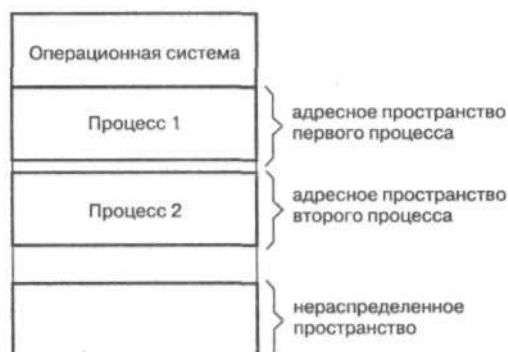 Операционная система
Процесс 1
адресное пространство
первого процесса
Процесс 2
адресное пространство
второго процесса
нераспределенное
пространство